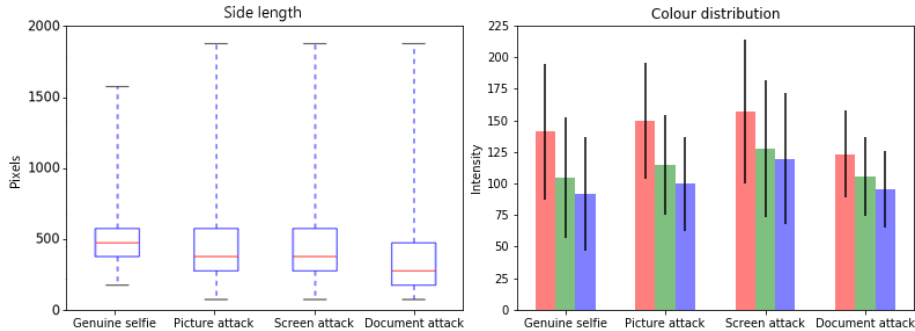 Side length
Pixels
2000
1500
1000
500
0
Genuine selfie Picture attack Screen attack Document attack
Colour distribution
Intensity
225
200
175
150
125
100
75
50
25
0
Genuine selfie Picture attack Screen attack Document attack